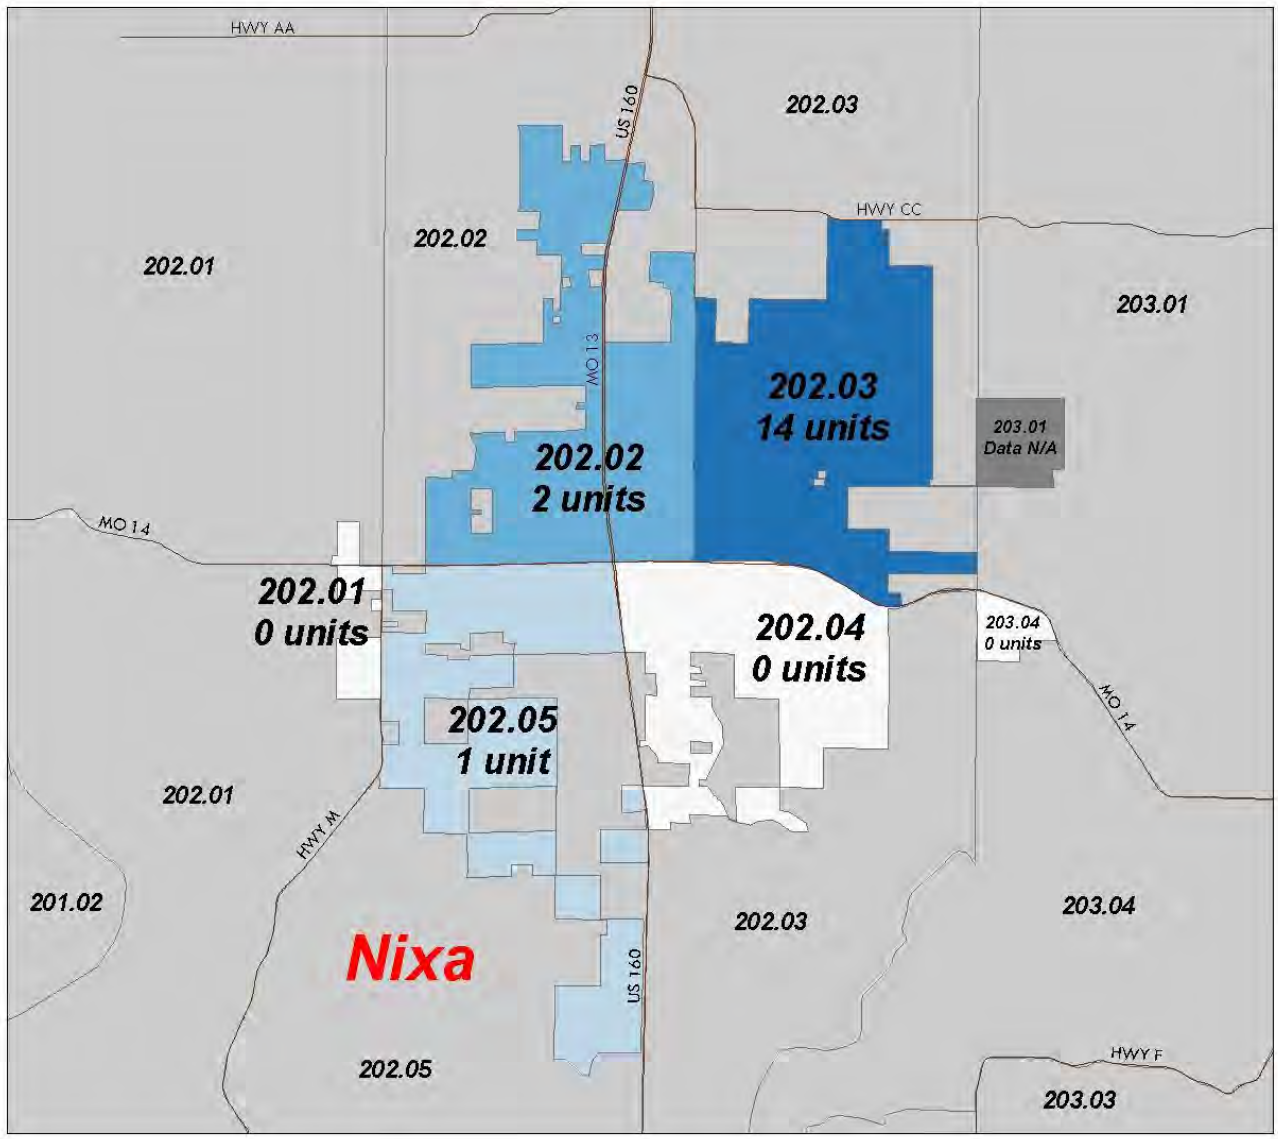 HWY AA
US 160
202.03
HWY CC
202.02
202.01
203.01
MO 13
202.03
14 units
203.01
Data N/A
202.02
2 units
MO 14
202.01
0 units
202.04
0 units
203.04
0 units
MO 14
202.05
1 unit
202.01
HWY M
201.02
202.03
203.04
Nixa
US 160
202.05
HWY F
203.03